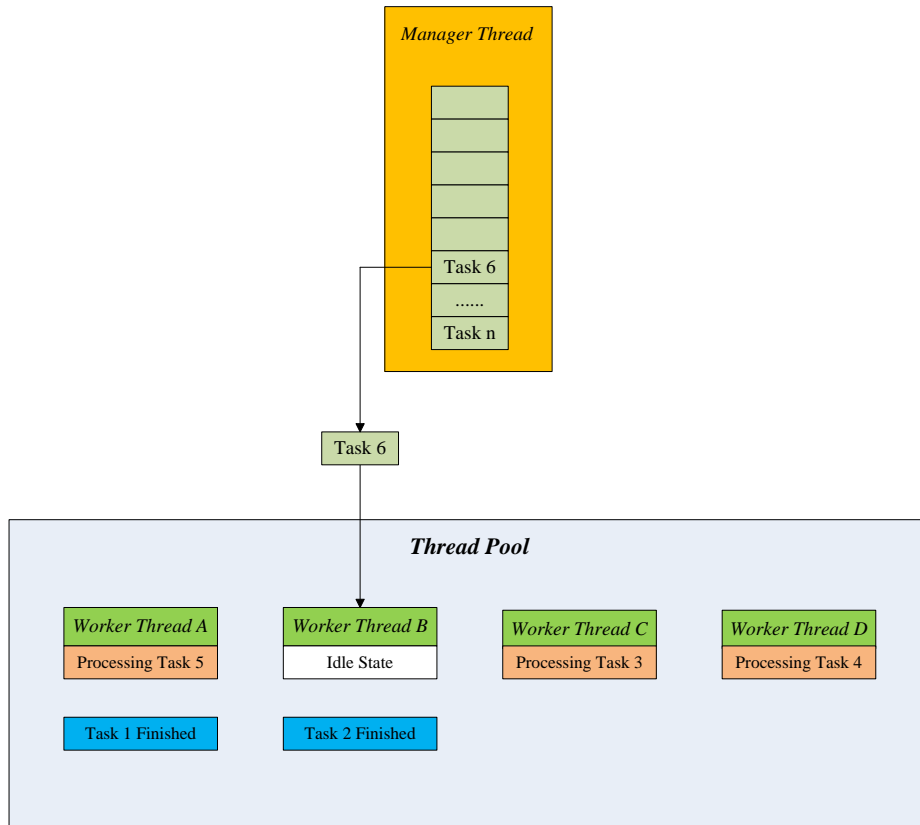 Manager Thread
Task 6
......
Task n
Task 6
Thread Pool
Worker Thread A
Processing Task 5
Task 1 Finished
Worker Thread B
Idle State
Task 2 Finished
Worker Thread C
Processing Task 3
Worker Thread D
Processing Task 4